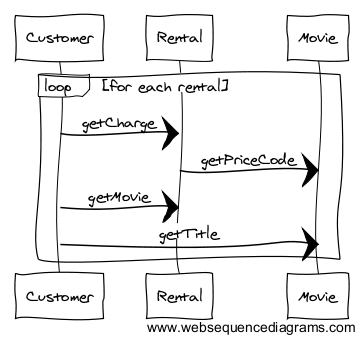 Customer Rental Movie
loop [for each rental]
getCharge
getPriceCode
getMovie
getTitle
Customer Rental Movie
www.websequencediagrams.com